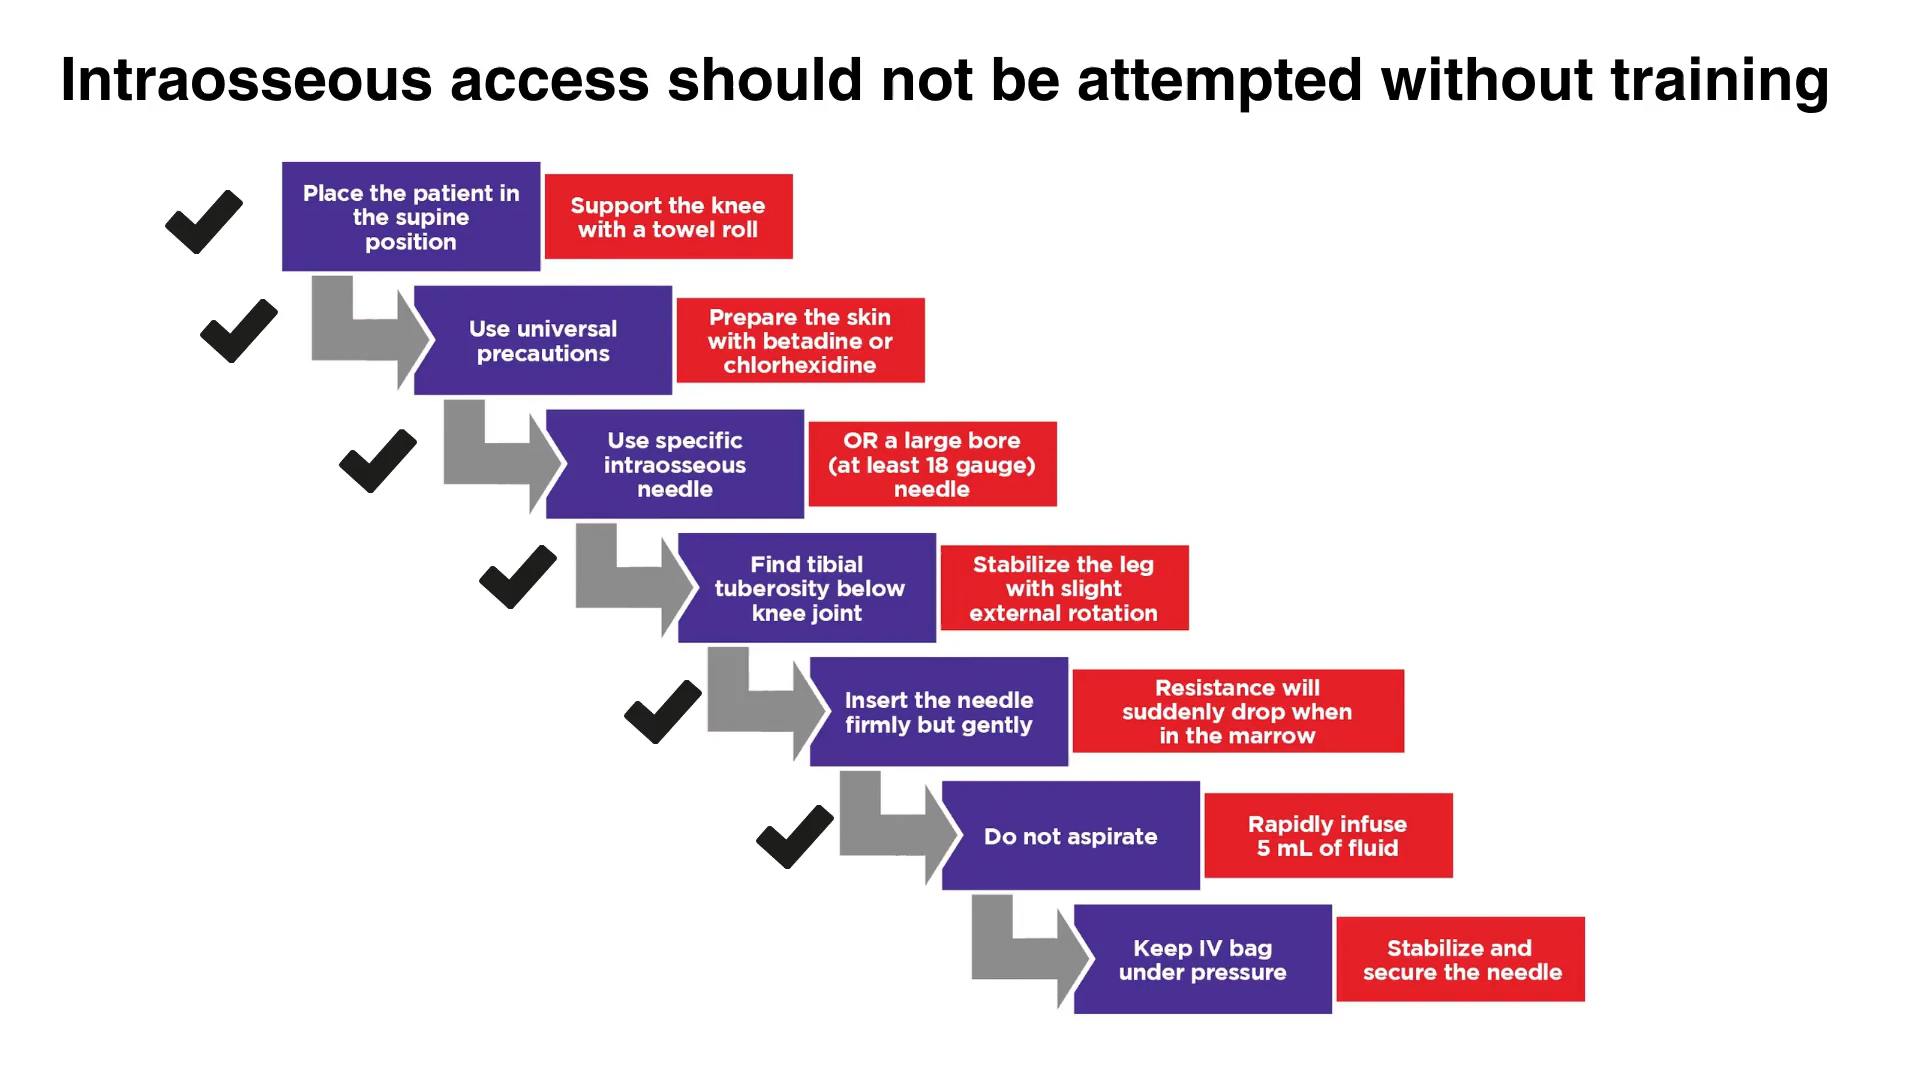 Intraosseous access should not be attempted without training
Place the patient in
the supine
position
Support the knee
with a towel roll
Use universal
precautions
Prepare the skin
with betadine or
chlorhexidine
Use specific
intraosseous
needle
OR a large bore
(at least 18 gauge)
needle
Find tibial
tuberosity below
knee joint
Stabilize the leg
with slight
external rotation
Insert the needle
firmly but gently
Resistance will
suddenly drop when
in the marrow
Do not aspirate
Rapidly infuse
5 mL of fluid
Keep IV bag
under pressure
Stabilize and
secure the needle